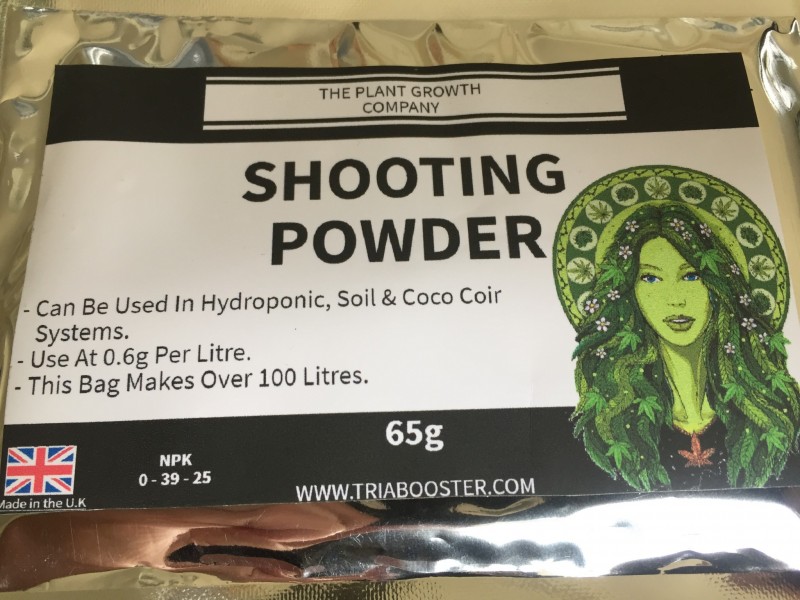 THE PLANT GROWTH
COMPANY
SHOOTING
POWDER
- Can Be Used In Hydroponic, Soil & Coco Coir
Systems.
- Use At 0.6g Per Litre.
- This Bag Makes Over 100 Litres.
65g
NPK
0 - 39 - 25
WWW.TRIABOOSTER.COM
Made in the U.K